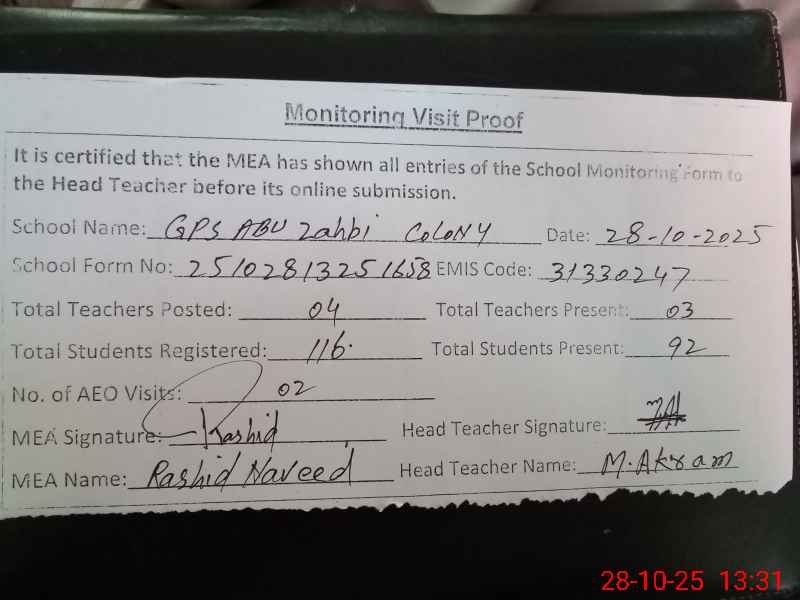 Monitoring Visit Proof
It is certified that the MEA has shown all entries of the School Monitoring Form to
the Head Teacher before its online submission.
School Name: GPS ABU Zahbi COLONY Date: 28-10-2025
School Form No: 25102813251658 EMIS Code: 31330247
Total Teachers Posted: 04 Total Teachers Present: 03
Total Students Registered: 116 Total Students Present: 92
No. of AEO Visits: 02
MEA Signature: Rashid Head Teacher Signature:
MEA Name: Rashid Naveed Head Teacher Name: M. Akram
28-10-25 13:31